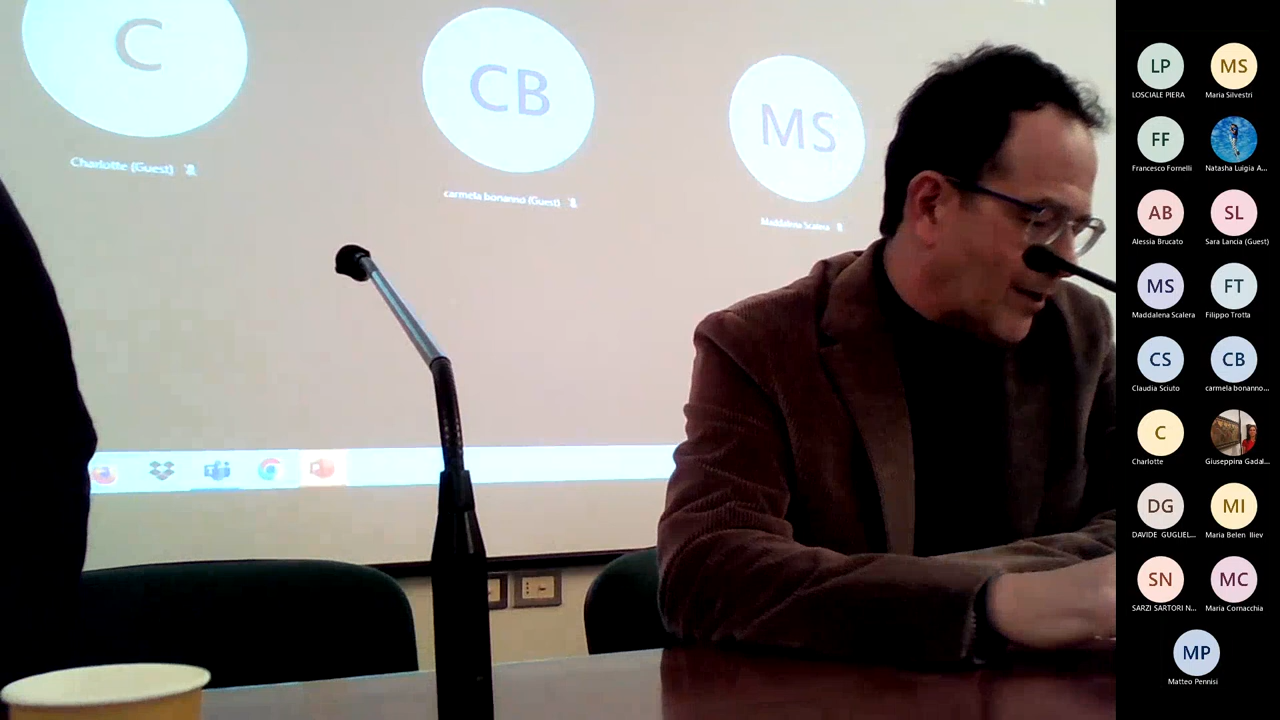 C
CB
MS
Charlotte (Guest)
carmela bonanno (Guest)
Maddalena Scalera
LP
MS
LOSCIALE PIERA
Maria Silvestri
FF
Francesco Fornelli
Natasha Luigia A...
AB
SL
Alessia Brucato
Sara Lancia (Guest)
MS
FT
Maddalena Scalera
Filippo Trotta
CS
CB
Claudia Sciuto
carmela bonanno...
C
Charlotte
Giuseppina Gadal...
DG
MI
DAVIDE GUGLIEL...
Maria Belen Iliev
SN
MC
SARZI SARTORI N...
Maria Cornacchia
MP
Matteo Pennisi